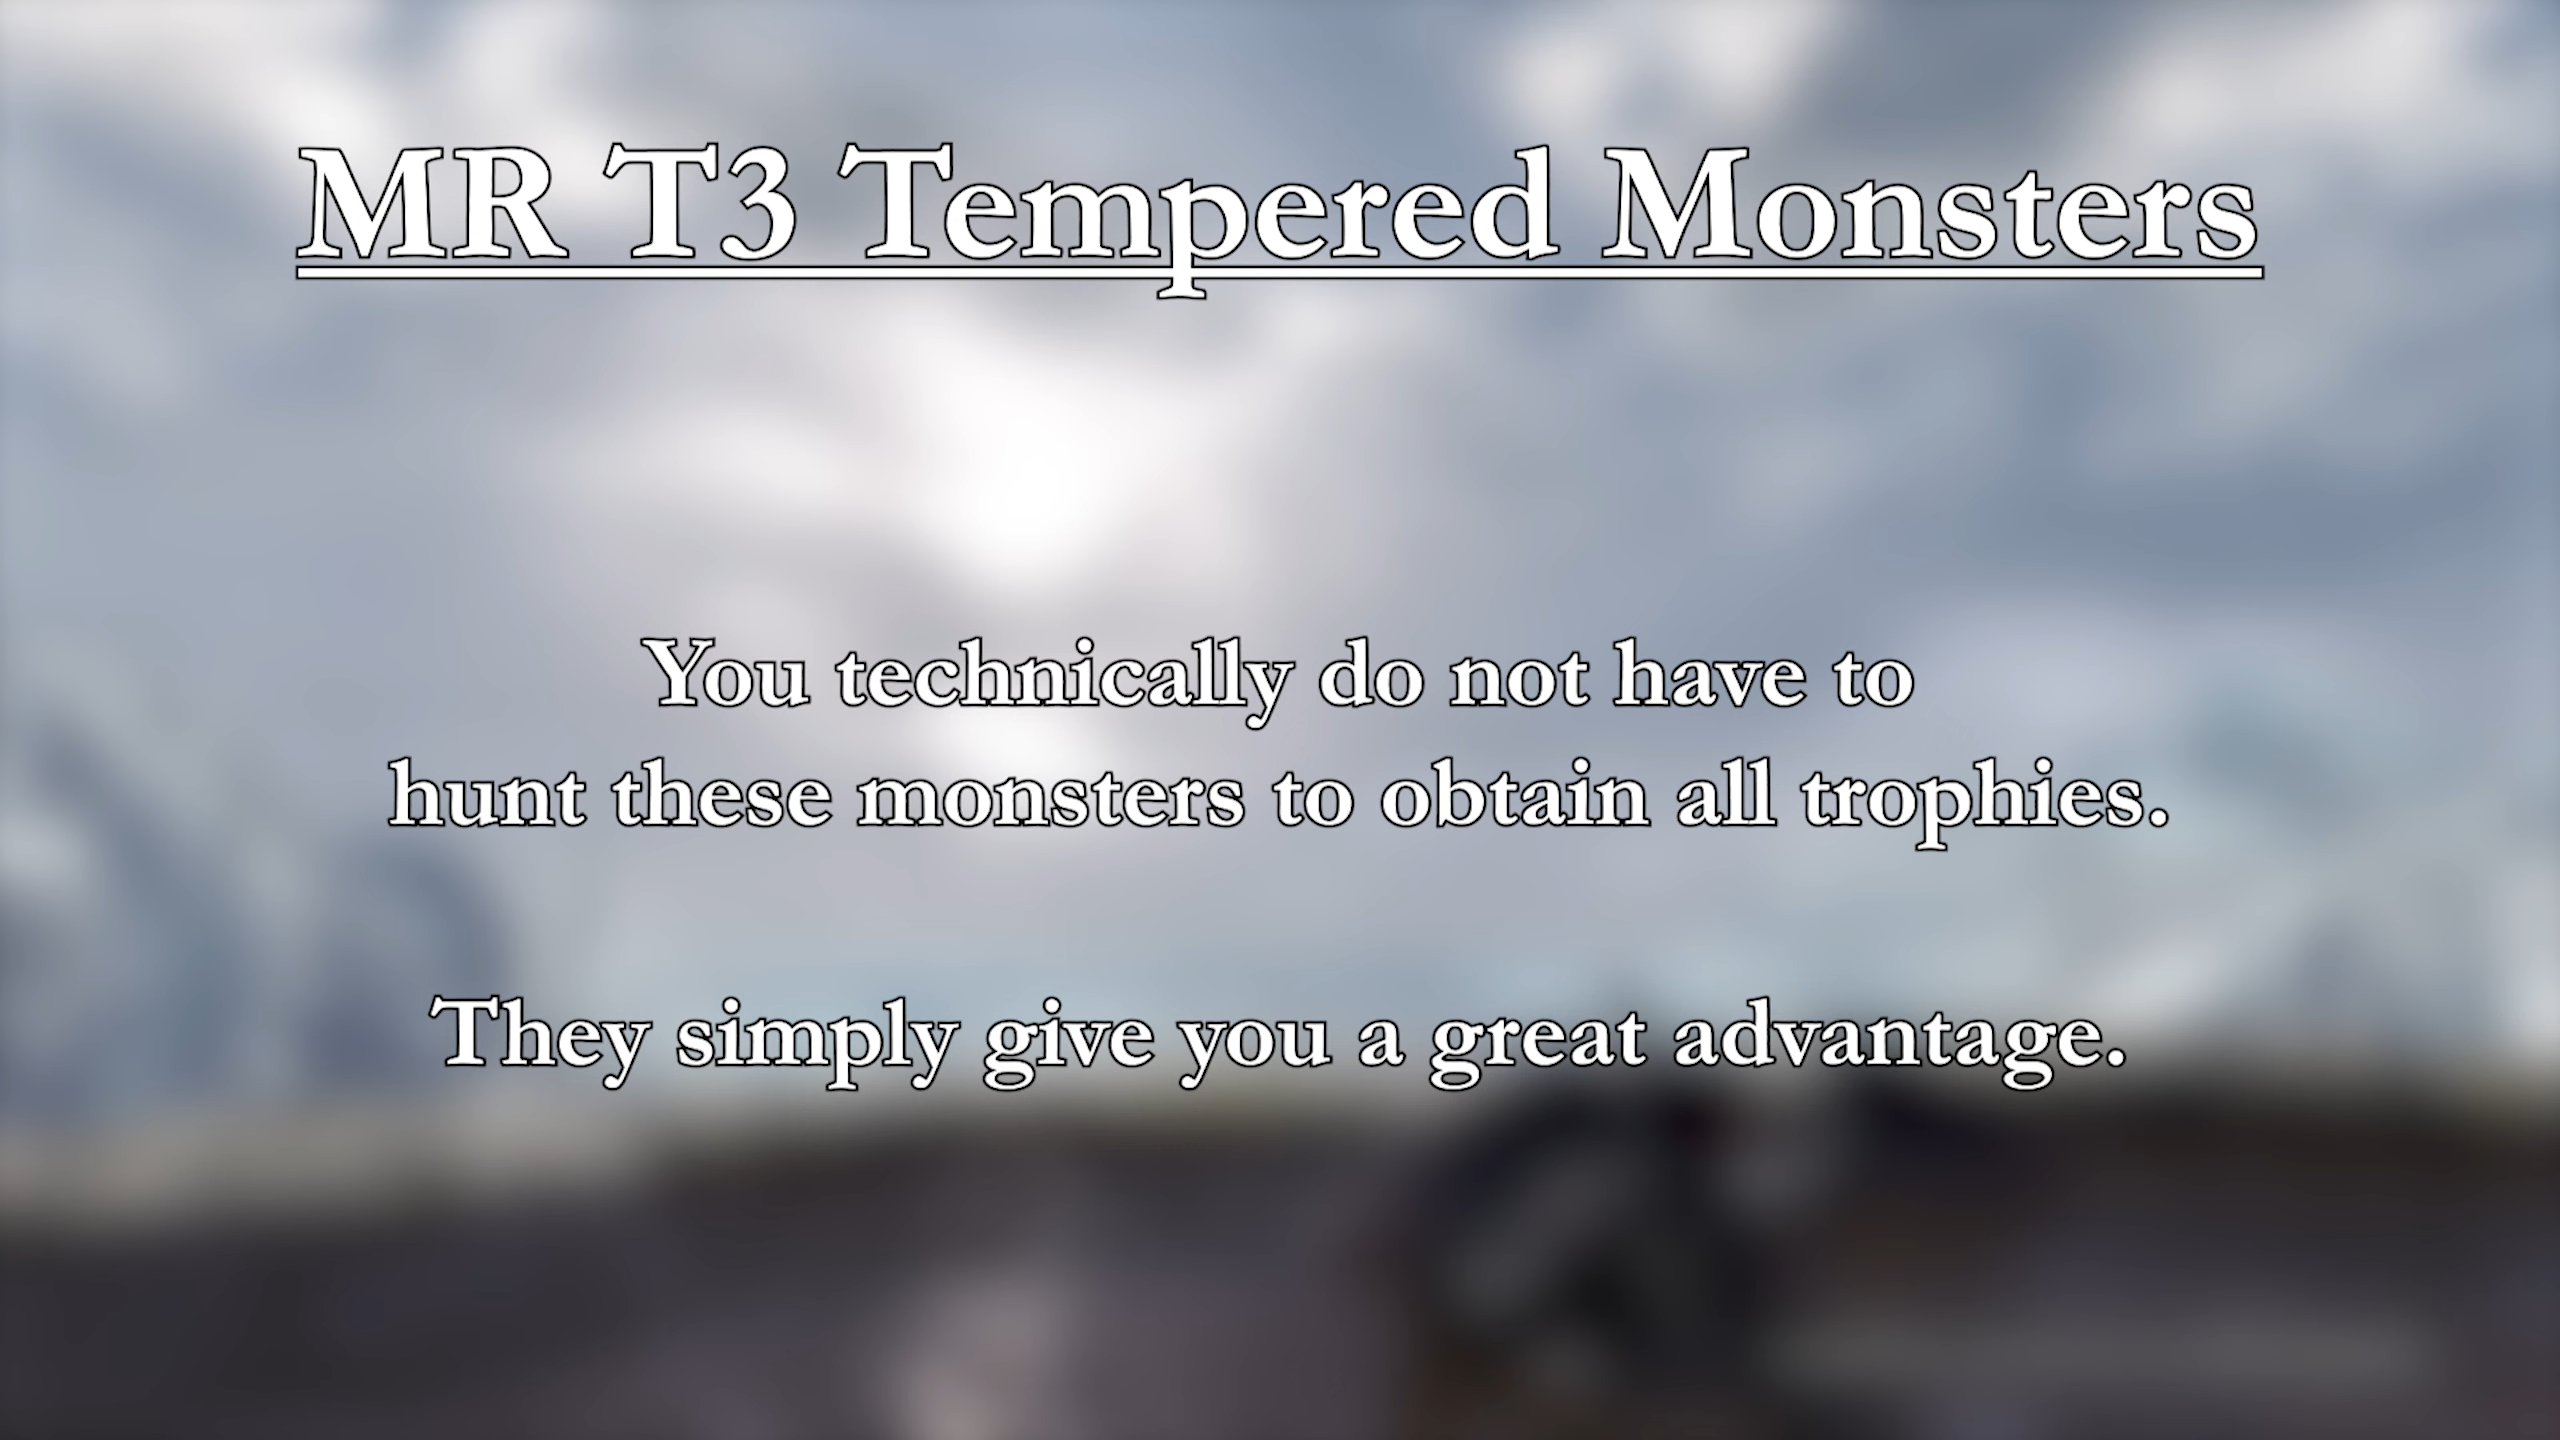 MR T3 Tempered Monsters
You technically do not have to
hunt these monsters to obtain all trophies.
They simply give you a great advantage.